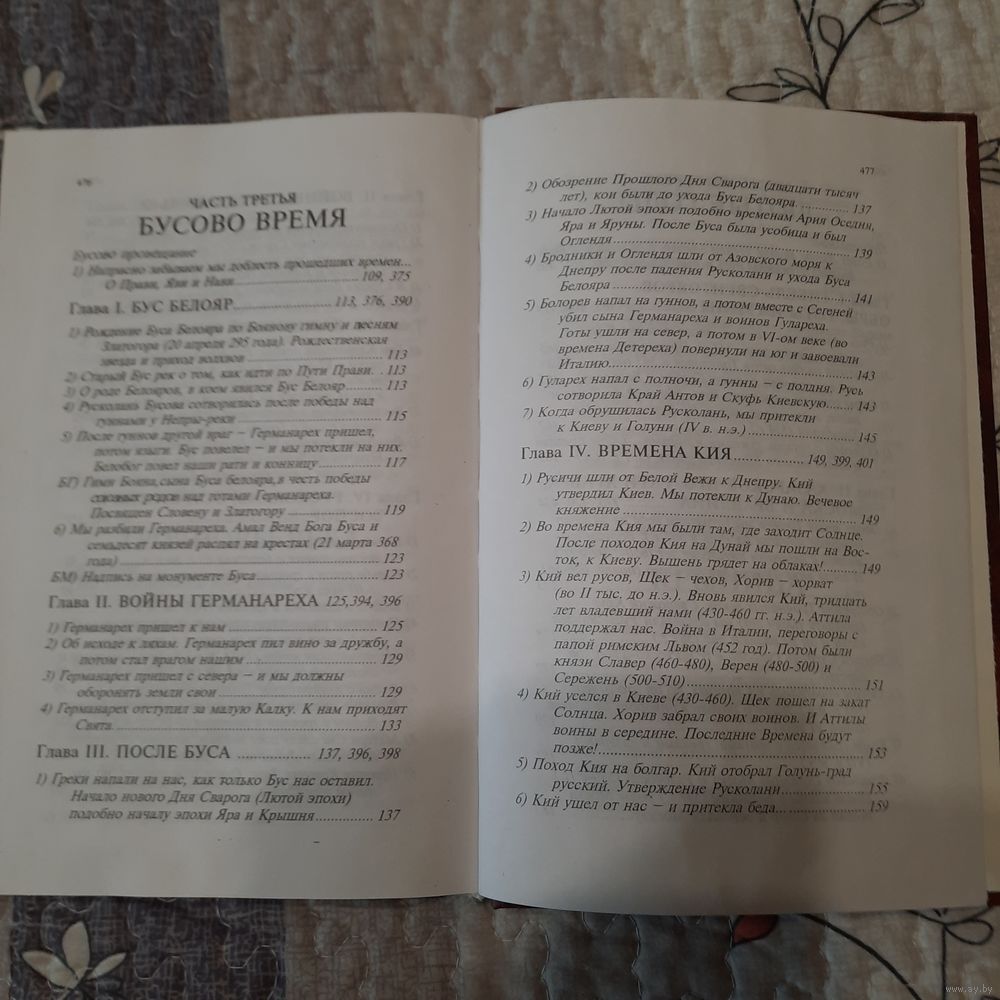 476
ЧАСТЬ ТРЕТЬЯ
БУСОВО ВРЕМЯ
Бусово прощещание
1) Напрасно забываем мы доблесть прошедших времен...
О Прави, Яви и Нави ... 109, 375
Глава I. БУС БЕЛОЯР ... 113, 376, 390
1) Рождение Буса Белояра по Боянову гимну и песням
Златогора (20 апреля 295 года). Рождественская
звезда и приход волхвов ... 113
2) Старый Бус рек о том, как идти по Пути Прави. . 113
3) О роде Белояров, в коем явился Бус Белояр ... 113
4) Русколань Бусова сотворилась после победы над
гуннами у Непры-реки ... 115
5) После гуннов другой враг – Германарех пришел,
потом языги. Бус повелел – и мы потекли на них.
Белобог повел наши рати и конницу ... 117
БГ) Гимн Бояна,сына Буса белояра,в честь победы
союзных родов над готами Германареха.
Посвящен Словену и Златогору ... 119
6) Мы разбили Германареха. Амал Венд Бога Буса и
семьдесят князей распял на крестах (21 марта 368
года) ... 123
БМ) Надпись на монументе Буса ... 123
Глава II. ВОЙНЫ ГЕРМАНАРЕХА 125,394, 396
1) Германарех пришел к нам ... 125
2) Об исходе к ляхам. Германарех пил вино за дружбу, а
потом стал врагом нашим ... 129
3) Германарех пришел с севера – и мы должны
оборонять земли свои ... 129
4) Германарех отступил за малую Калку. К нам приходят
Свята ... 133
Глава III. ПОСЛЕ БУСА ... 137, 396, 398
1) Греки напали на нас, как только Бус нас оставил.
Начало нового Дня Сварога (Лютой эпохи)
подобно началу эпохи Яра и Крышня ... 137
477
2) Обозрение Прошлого Дня Сварога (двадцати тысяч
лет), кои были до ухода Буса Белояра. ... 137
3) Начало Лютой эпохи подобно временам Ария Оседня,
Яра и Яруны. После Буса была усобица и был
Оглендя ... 139
4) Бродники и Оглендя шли от Азовского моря к
Днепру после падения Русколани и ухода Буса
Белояра ... 141
5) Болорев напал на гуннов, а потом вместе с Сегеней
убил сына Германареха и воинов Гулареха.
Готы ушли на север, а потом в VI-ом веке (во
времена Детереха) повернули на юг и завоевали
Италию ... 143
6) Гуларех напал с полночи, а гунны – с полдня. Русь
сотворила Край Антов и Скуфь Киевскую ... 143
7) Когда обрушилась Русколань, мы притекли
к Киеву и Голуни (IV в. н.э.) ... 145
Глава IV. ВРЕМЕНА КИЯ ... 149, 399, 401
1) Русичи шли от Белой Вежи к Днепру. Кий
утвердил Киев. Мы потекли к Дунаю. Вечевое
княжение ... 149
2) Во времена Кия мы были там, где заходит Солнце.
После походов Кия на Дунай мы пошли на Вос-
ток, к Киеву. Вышень грядет на облаках! ... 149
3) Кий вел русов, Щек – чехов, Хорив – хорват
(во II тыс. до н.э.). Вновь явился Кий, тридцать
лет владевший нами (430-460 гг. н.э.). Аттила
поддержал нас. Война в Италии, переговоры с
папой римским Львом (452 год). Потом были
князи Славер (460-480), Верен (480-500) и
Сережень (500-510) ... 151
4) Кий уселся в Киеве (430-460). Щек пошел на закат
Солнца. Хорив забрал своих воинов. И Аттилы
воины в середине. Последние Времена будут
позже! ... 153
5) Поход Кия на болгар. Кий отобрал Голунь-град
русский. Утверждение Русколани ... 155
6) Кий ушел от нас – и притекла беда ... 159
www.ay.by